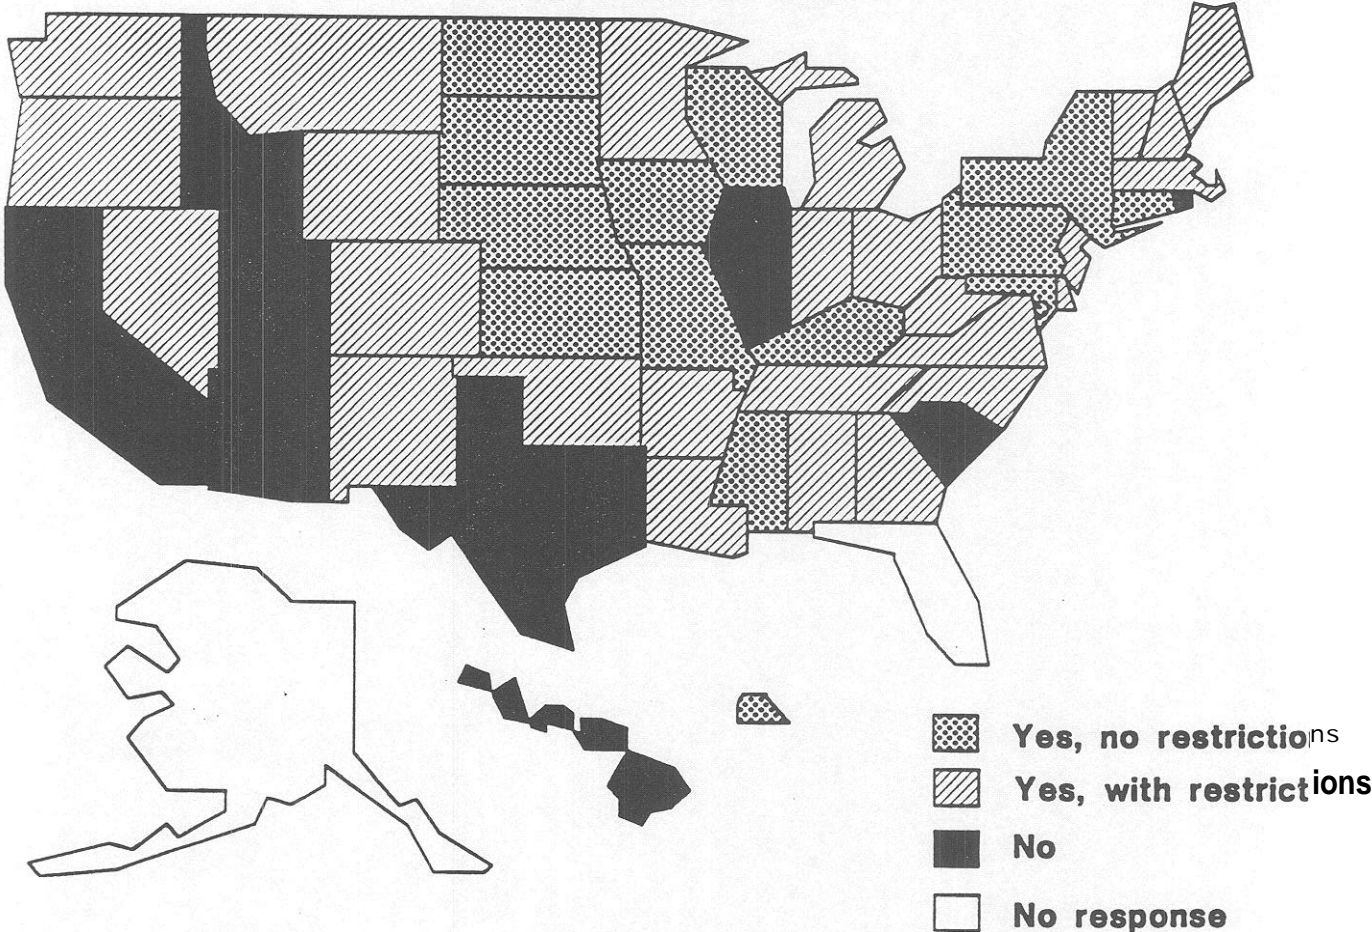 Yes, no restrictions
Yes, with restrictions
No
No response